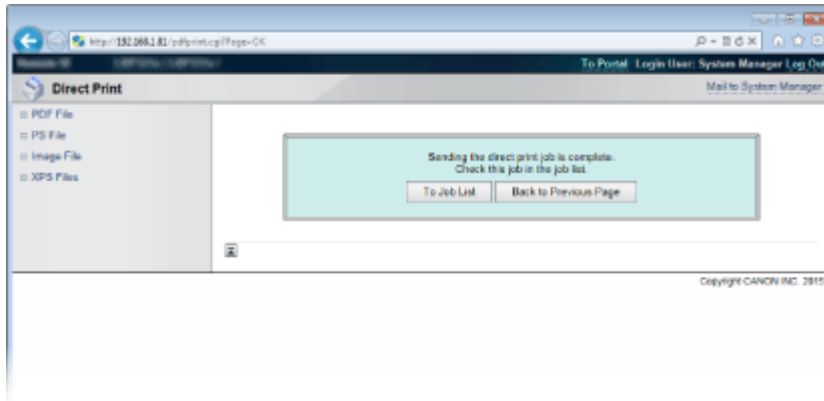 http://192.168.1.81/pdfprint.cgi?Page=OK
To Portal Login User: System Manager Log Out
Direct Print
Mail to System Manager
PDF File
PS File
Image File
XPS Files
Sending the direct print job is complete.
Check this job in the job list.
To Job List
Back to Previous Page
Copyright CANON INC. 2015